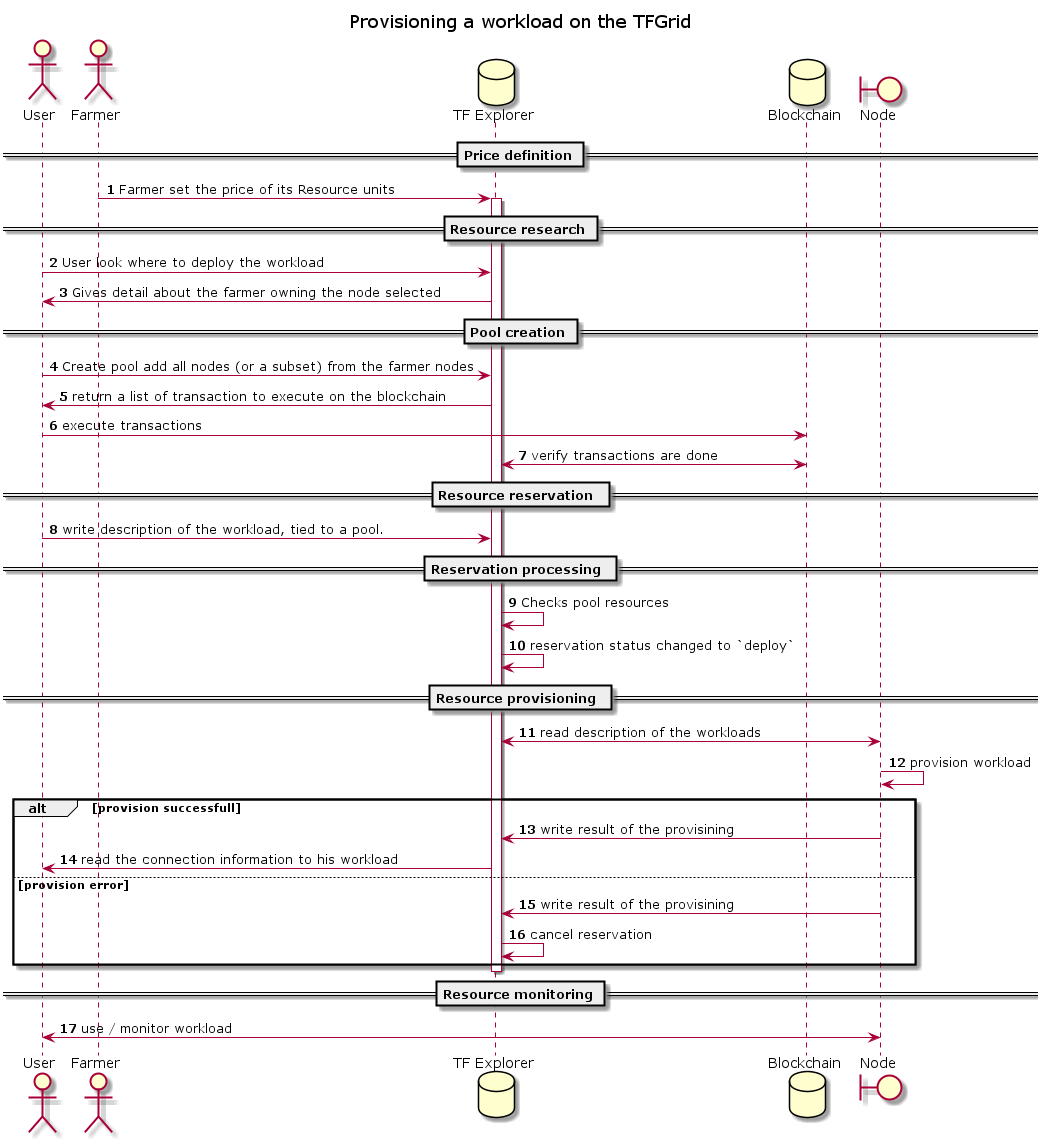 Provisioning a workload on the TFGrid
User Farmer TF Explorer Blockchain Node
Price definition
1 Farmer set the price of its Resource units
Resource research
2 User look where to deploy the workload
3 Gives detail about the farmer owning the node selected
Pool creation
4 Create pool add all nodes (or a subset) from the farmer nodes
5 return a list of transaction to execute on the blockchain
6 execute transactions
7 verify transactions are done
Resource reservation
8 write description of the workload, tied to a pool.
Reservation processing
9 Checks pool resources
10 reservation status changed to `deploy`
Resource provisioning
11 read description of the workloads
12 provision workload
alt [provision successfull]
13 write result of the provisining
14 read the connection information to his workload
[provision error]
15 write result of the provisining
16 cancel reservation
Resource monitoring
17 use / monitor workload
User Farmer TF Explorer Blockchain Node